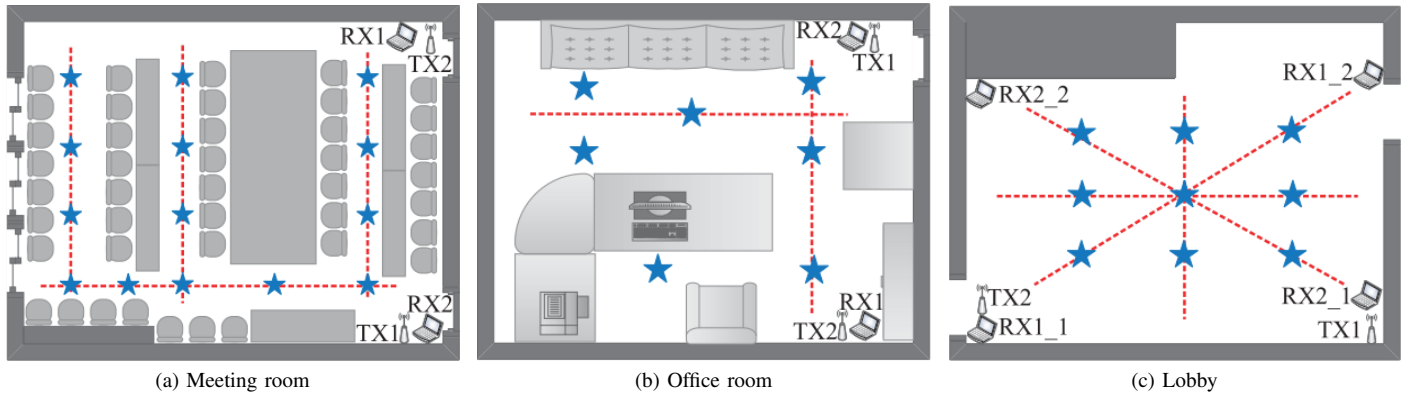 RX1
TX2
RX2
TX1
(a) Meeting room
RX2
TX1
RX1
TX2
(b) Office room
RX1_2
RX2_2
TX2
RX2_1
RX1_1
TX1
(c) Lobby